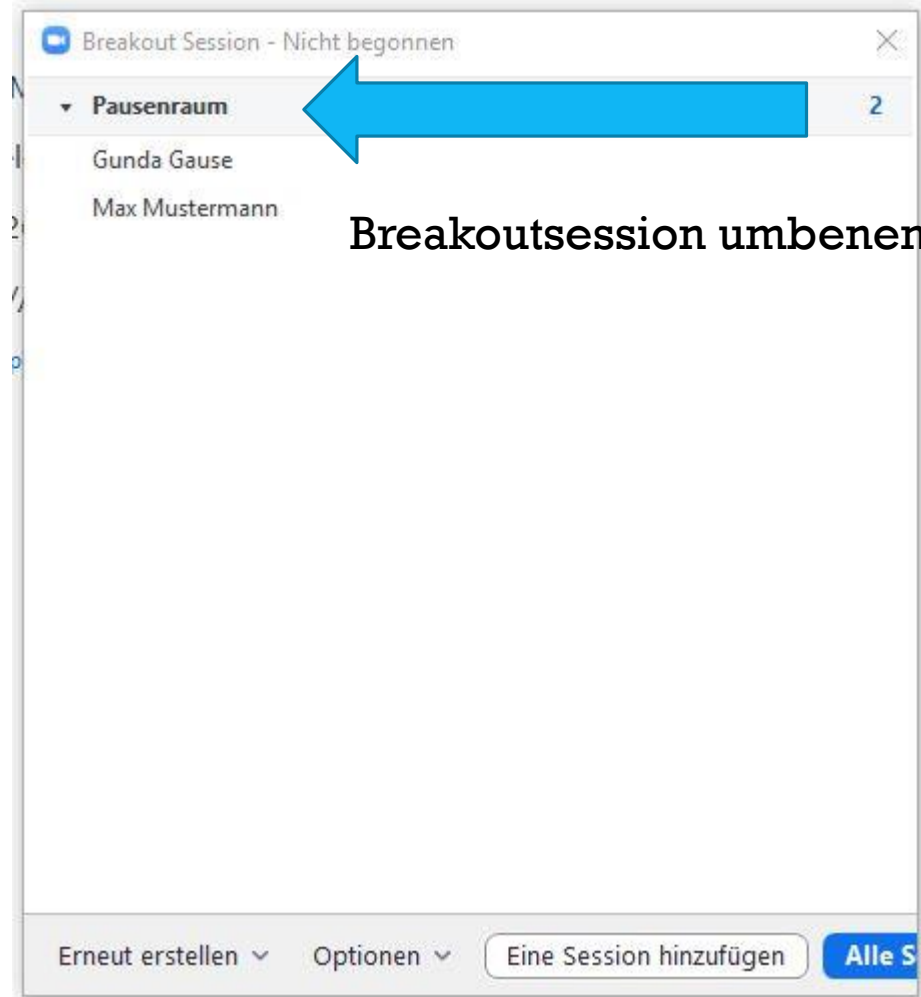 Breakout Session - Nicht begonnen
Pausenraum 2
Gunda Gause
Max Mustermann
Breakoutsession umbenen
Erneut erstellen Optionen Eine Session hinzufügen Alle S